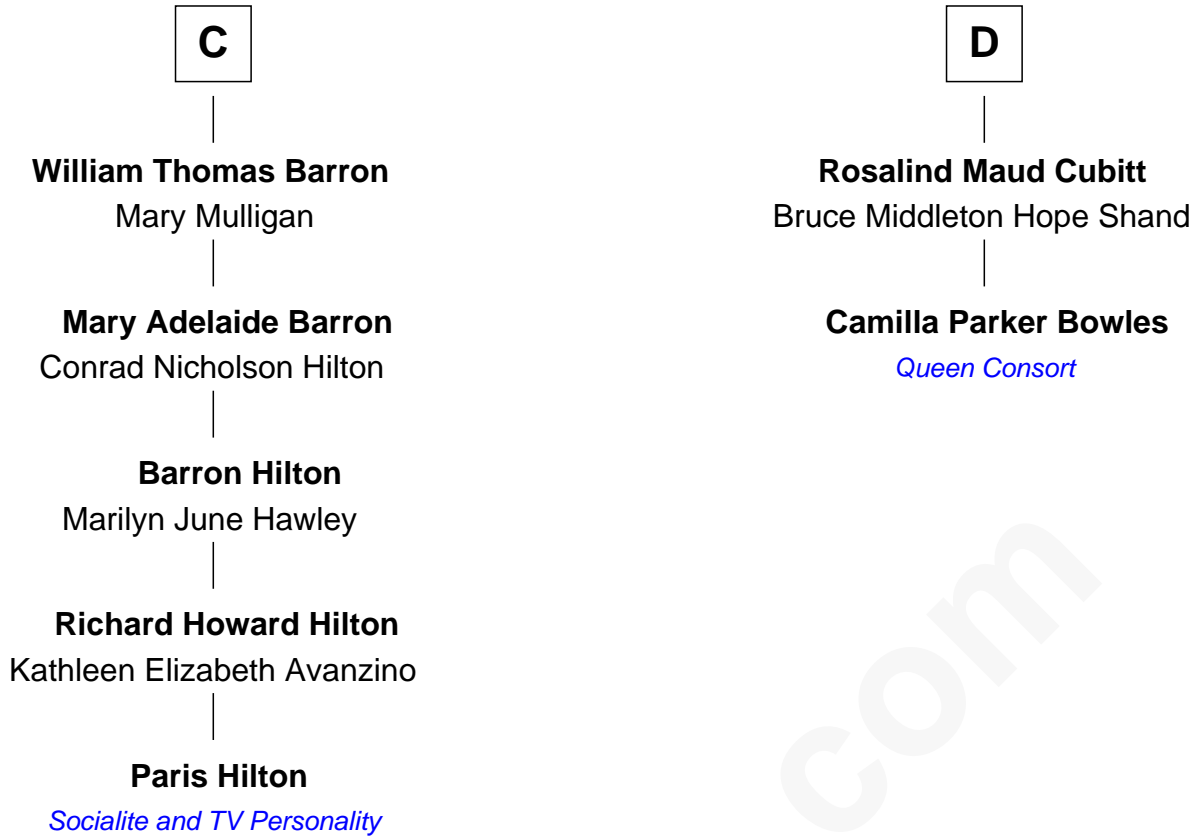 C
William Thomas Barron
Mary Mulligan
Mary Adelaide Barron
Conrad Nicholson Hilton
Barron Hilton
Marilyn June Hawley
Richard Howard Hilton
Kathleen Elizabeth Avanzino
Paris Hilton
Socialite and TV Personality
D
Rosalind Maud Cubitt
Bruce Middleton Hope Shand
Camilla Parker Bowles
Queen Consort
com